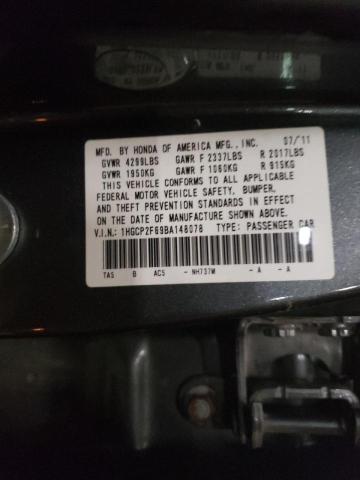 MFD. BY HONDA OF AMERICA MFG., INC. 07/11
GVWR 4299LBS GAWR F 2337LBS R 2017LBS
GVWR 1950KG GAWR F 1060KG R 915KG
THIS VEHICLE CONFORMS TO ALL APPLICABLE
FEDERAL MOTOR VEHICLE SAFETY, BUMPER,
AND THEFT PREVENTION STANDARDS IN EFFECT
ON THE DATE OF MANUFACTURE SHOWN ABOVE.
V.I.N.: 1HGCP2F69BA148078 TYPE: PASSENGER CAR
TA5 B AC5 - NH737M - A - A